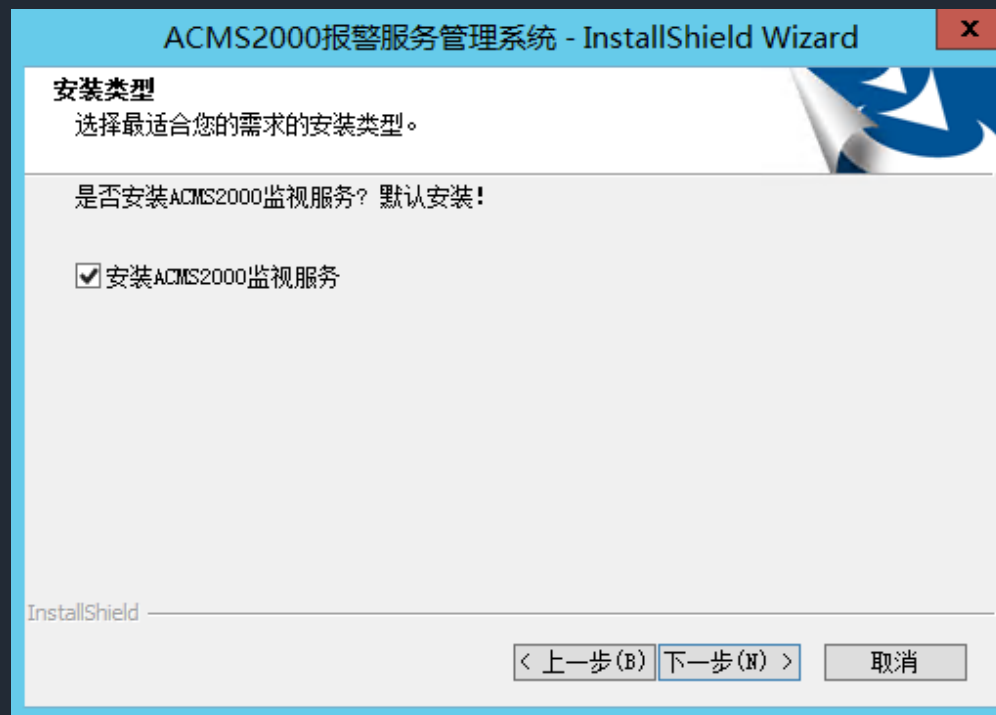 ACMS2000报警服务管理系统 - InstallShield Wizard
x
安装类型
选择最适合您的需求的安装类型。
是否安装ACMS2000监视服务? 默认安装!
安装ACMS2000监视服务
InstallShield
< 上一步(B) 下一步(N) > 取消